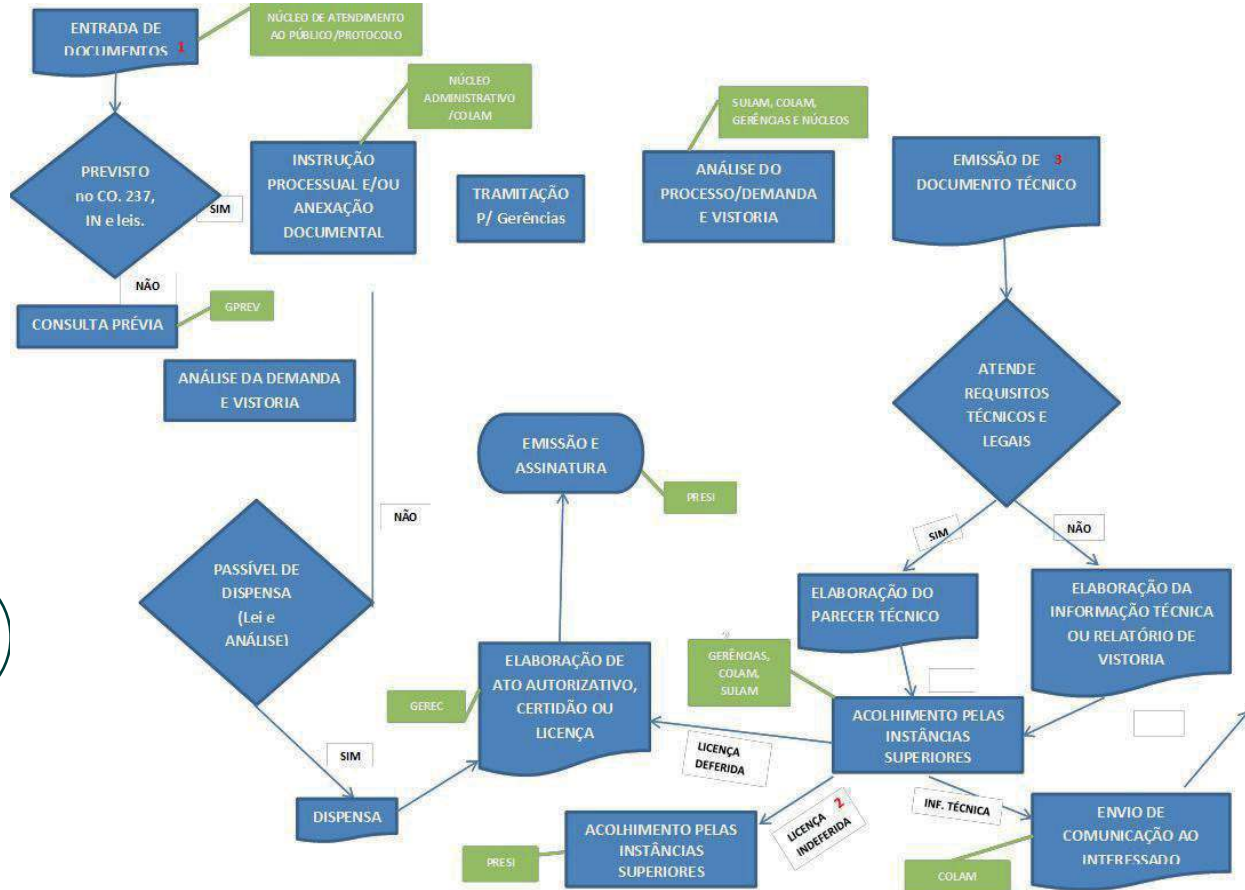 ENTRADA DE
DOCUMENTOS 1
NÚCLEO DE ATENDIMENTO
AO PÚBLICO/PROTOCOLO
PREVISTO
no CO. 237,
IN e leis.
SIM
NÚCLEO
ADMINISTRATIVO
/COLAM
INSTRUÇÃO
PROCESSUAL E/OU
ANEXAÇÃO
DOCUMENTAL
TRAMITAÇÃO
P/ Gerências
SULAM, COLAM,
GERÊNCIAS E NÚCLEOS
ANÁLISE DO
PROCESSO/DEMANDA
E VISTORIA
EMISSÃO DE 3
DOCUMENTO TÉCNICO
NÃO
CONSULTA PRÉVIA
GPREV
ANÁLISE DA DEMANDA
E VISTORIA
ATENDE
REQUISITOS
TÉCNICOS E
LEGAIS
EMISSÃO E
ASSINATURA
PRESI
NÃO
SIM
NÃO
PASSÍVEL DE
DISPENSA
(Lei e
ANÁLISE)
ELABORAÇÃO DO
PARECER TÉCNICO
ELABORAÇÃO DA
INFORMAÇÃO TÉCNICA
OU RELATÓRIO DE
VISTORIA
GERÊNCIAS,
COLAM,
SULAM
ELABORAÇÃO DE
ATO AUTORIZATIVO,
CERTIDÃO OU
LICENÇA
GEREC
ACOLHIMENTO PELAS
INSTÂNCIAS
SUPERIORES
SIM
LICENÇA
DEFERIDA
DISPENSA
LICENÇA 2
INDEFERIDA
INF. TÉCNICA
ACOLHIMENTO PELAS
INSTÂNCIAS
SUPERIORES
PRESI
ENVIO DE
COMUNICAÇÃO AO
INTERESSADO
COLAM